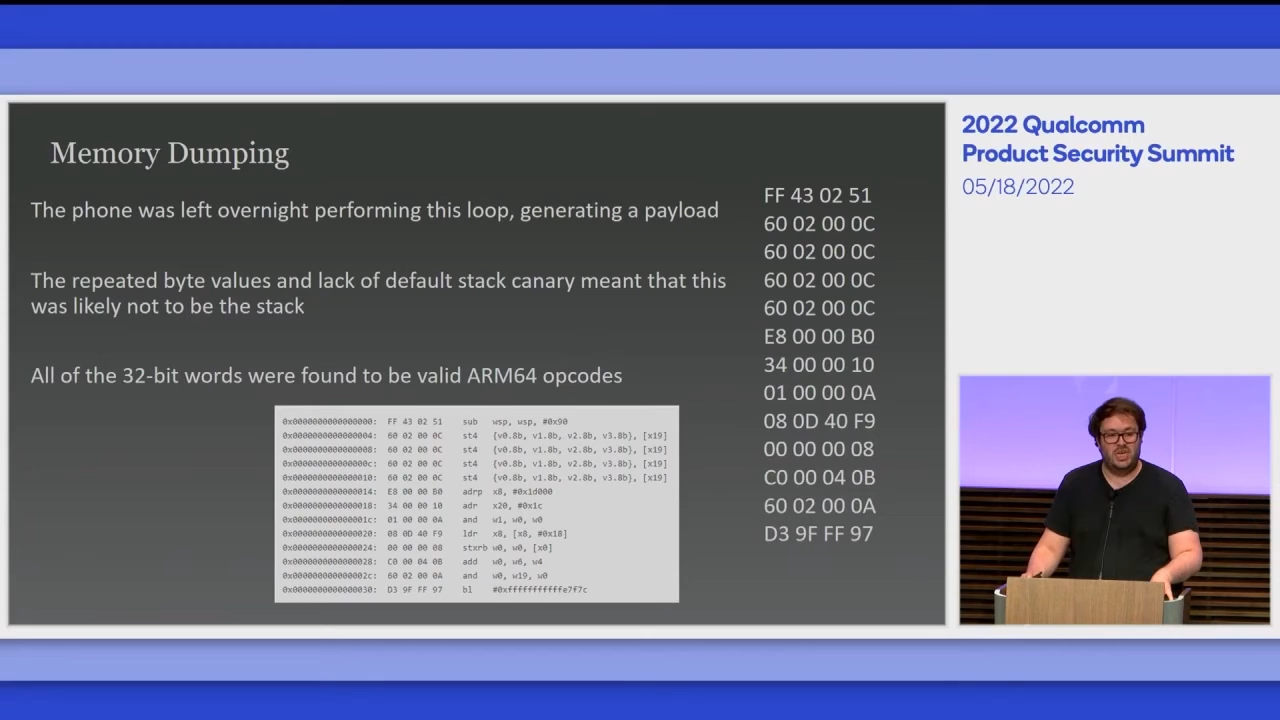 Memory Dumping
The phone was left overnight performing this loop, generating a payload
The repeated byte values and lack of default stack canary meant that this
was likely not to be the stack
All of the 32-bit words were found to be valid ARM64 opcodes
0x0000000000000000: FF 43 02 51 sub wsp, wsp, #0x90
0x0000000000000004: 60 02 00 0C st4 {v0.8b, v1.8b, v2.8b, v3.8b}, [x19]
0x0000000000000008: 60 02 00 0C st4 {v0.8b, v1.8b, v2.8b, v3.8b}, [x19]
0x000000000000000c: 60 02 00 0C st4 {v0.8b, v1.8b, v2.8b, v3.8b}, [x19]
0x0000000000000010: 60 02 00 0C st4 {v0.8b, v1.8b, v2.8b, v3.8b}, [x19]
0x0000000000000014: E8 00 00 B0 adrp x8, #0x1d000
0x0000000000000018: 34 00 00 10 adr x20, #0x1c
0x000000000000001c: 01 00 00 0A and w1, w0, w0
0x0000000000000020: 08 0D 40 F9 ldr x8, [x8, #0x18]
0x0000000000000024: 00 00 00 08 stxrb w0, w0, [x0]
0x0000000000000028: C0 00 04 0B add w0, w6, w4
0x000000000000002c: 60 02 00 0A and w0, w19, w0
0x0000000000000030: D3 9F FF 97 bl #0xfffffffffffe7f7c
FF 43 02 51
60 02 00 0C
60 02 00 0C
60 02 00 0C
60 02 00 0C
E8 00 00 B0
34 00 00 10
01 00 00 0A
08 0D 40 F9
00 00 00 08
C0 00 04 0B
60 02 00 0A
D3 9F FF 97
2022 Qualcomm
Product Security Summit
05/18/2022